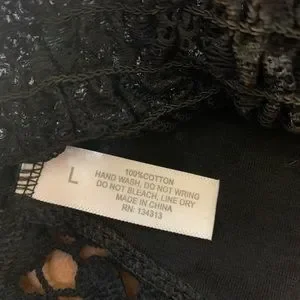 L
100%COTTON
HAND WASH, DO NOT WRING
DO NOT BLEACH, LINE DRY
MADE IN CHINA
RN: 134313